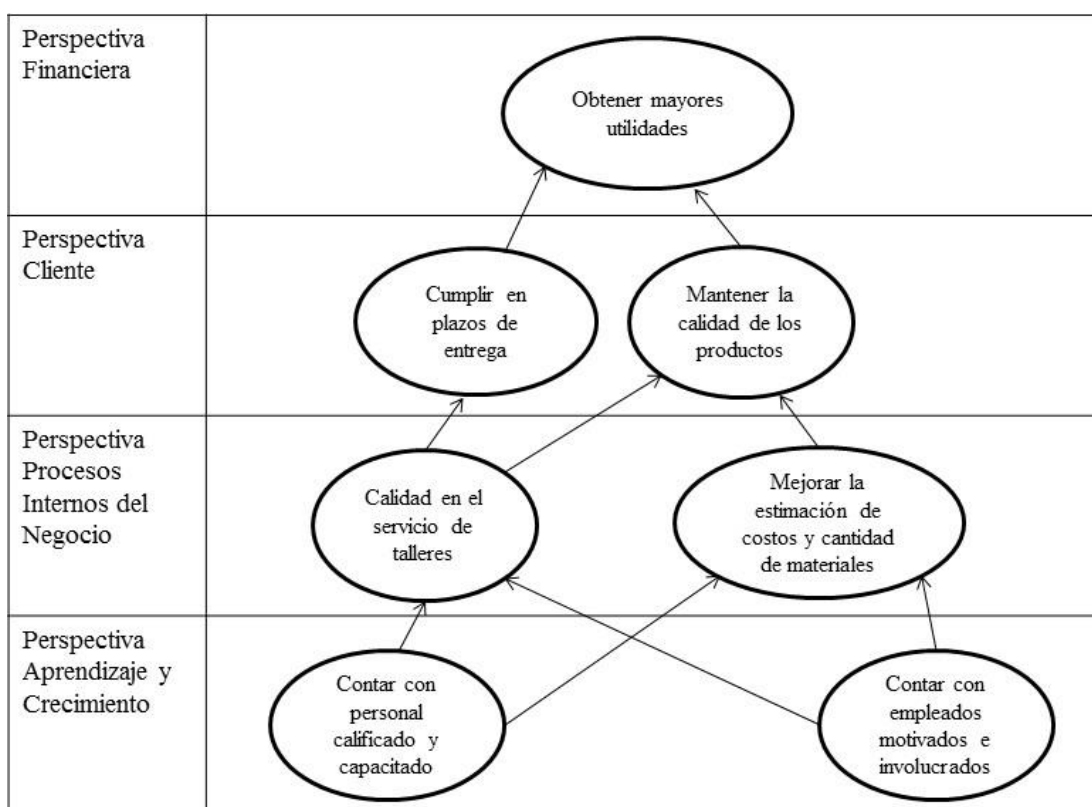 Perspectiva
Financiera
Obtener mayores
utilidades
Perspectiva
Cliente
Cumplir en
plazos de
entrega
Mantener la
calidad de los
productos
Perspectiva
Procesos
Internos del
Negocio
Calidad en el
servicio de
talleres
Mejorar la
estimación de
costos y cantidad
de materiales
Perspectiva
Aprendizaje y
Crecimiento
Contar con
personal
calificado y
capacitado
Contar con
empleados
motivados e
involucrados